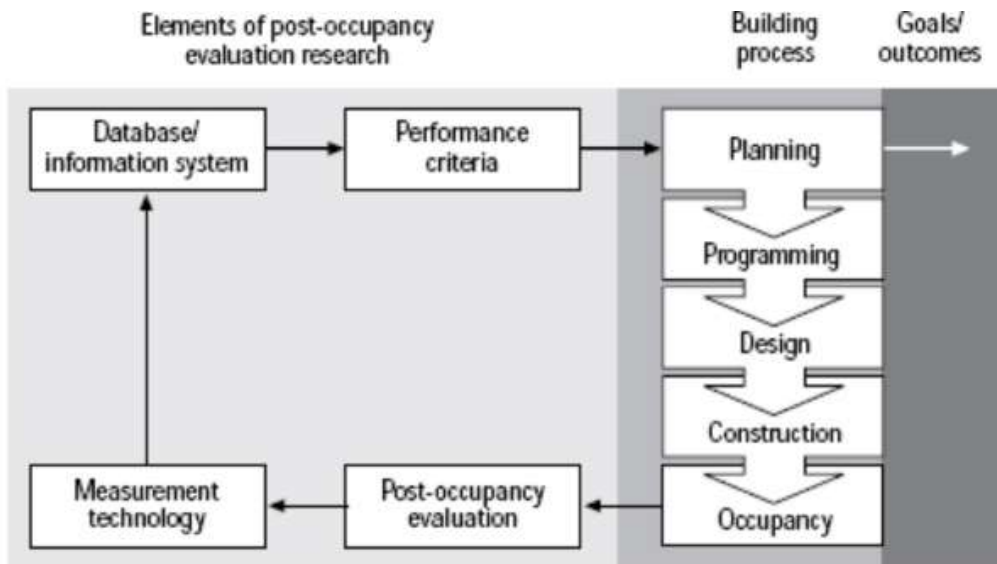 Elements of post-occupancy
evaluation research
Building
process
Goals/
outcomes
Database/
information system
Performance
criteria
Planning
Programming
Design
Construction
Measurement
technology
Post-occupancy
evaluation
Occupancy